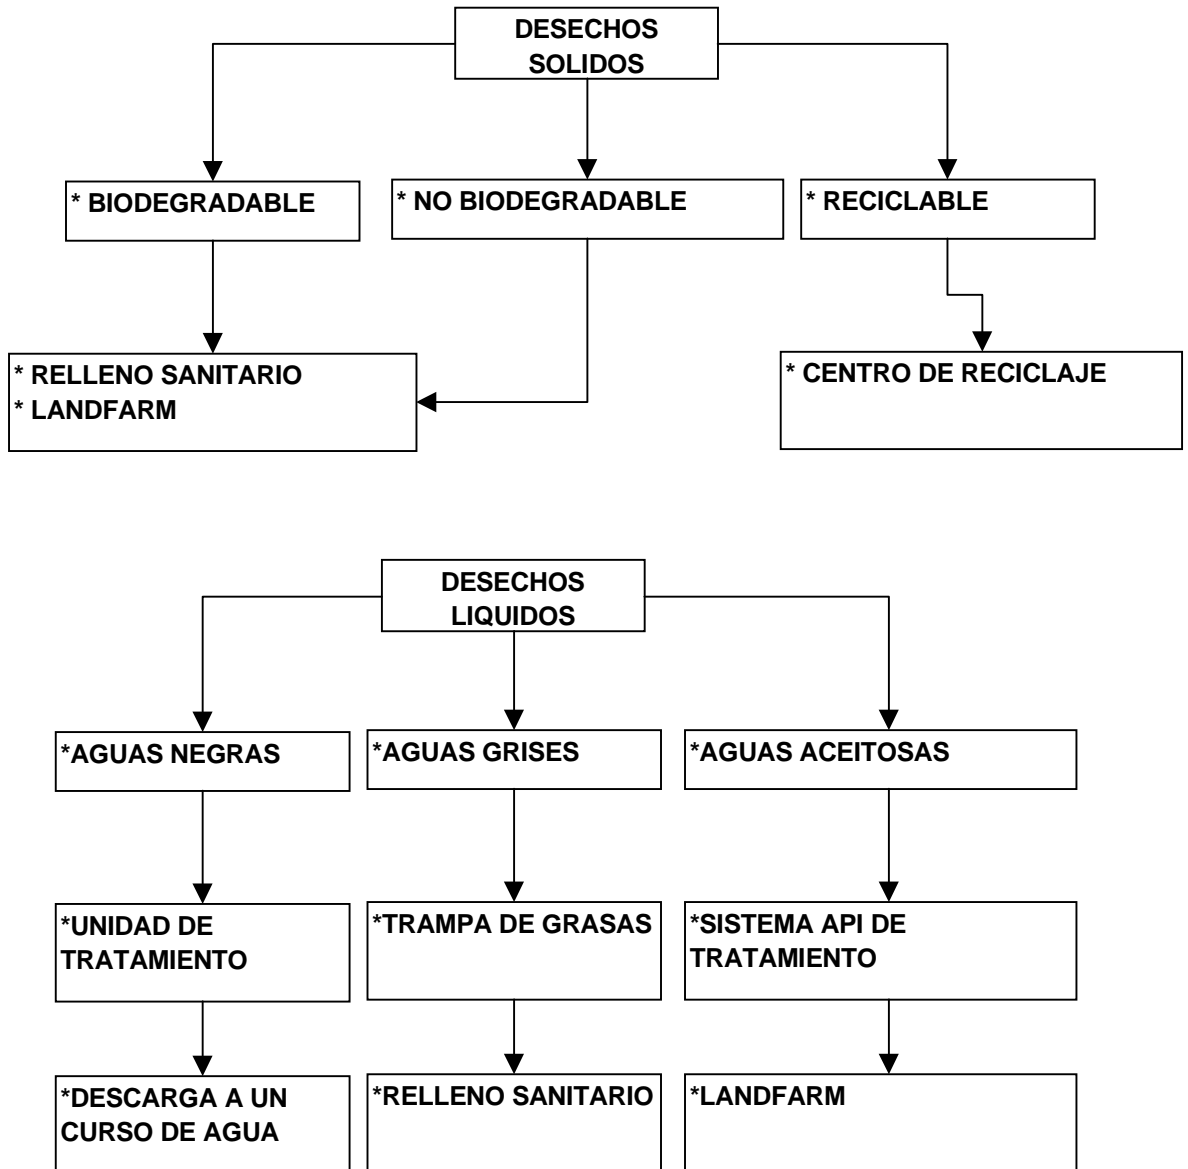 DESECHOS
SOLIDOS
* BIODEGRADABLE
* NO BIODEGRADABLE
* RECICLABLE
* RELLENO SANITARIO
* LANDFARM
* CENTRO DE RECICLAJE
DESECHOS
LIQUIDOS
*AGUAS NEGRAS
*AGUAS GRISES
*AGUAS ACEITOSAS
*UNIDAD DE
TRATAMIENTO
*TRAMPA DE GRASAS
*SISTEMA API DE
TRATAMIENTO
*DESCARGA A UN
CURSO DE AGUA
*RELLENO SANITARIO
*LANDFARM